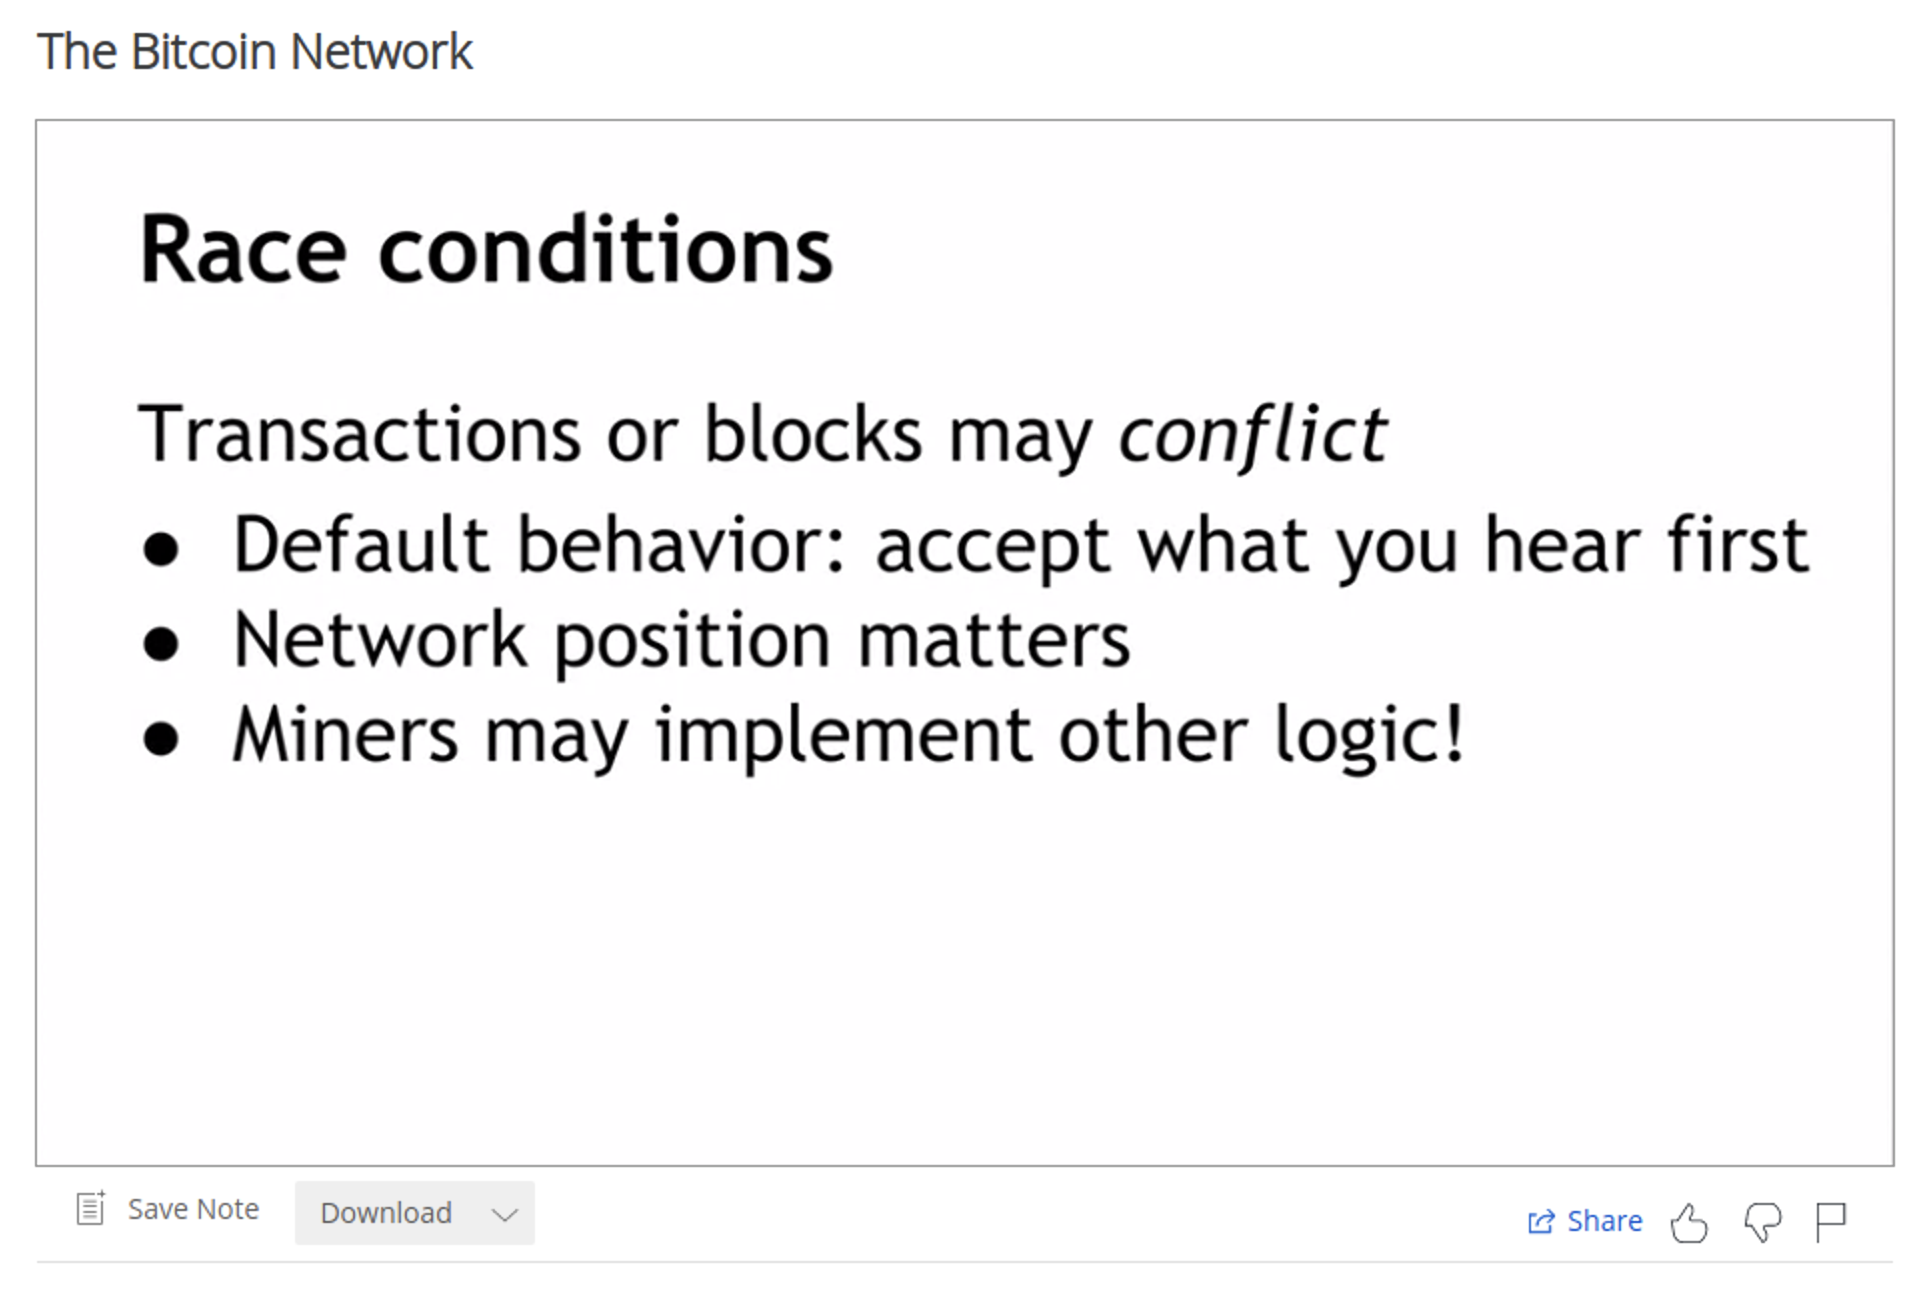 The Bitcoin Network
Race conditions
Transactions or blocks may conflict
● Default behavior: accept what you hear first
● Network position matters
● Miners may implement other logic!
Save Note
Download
Share